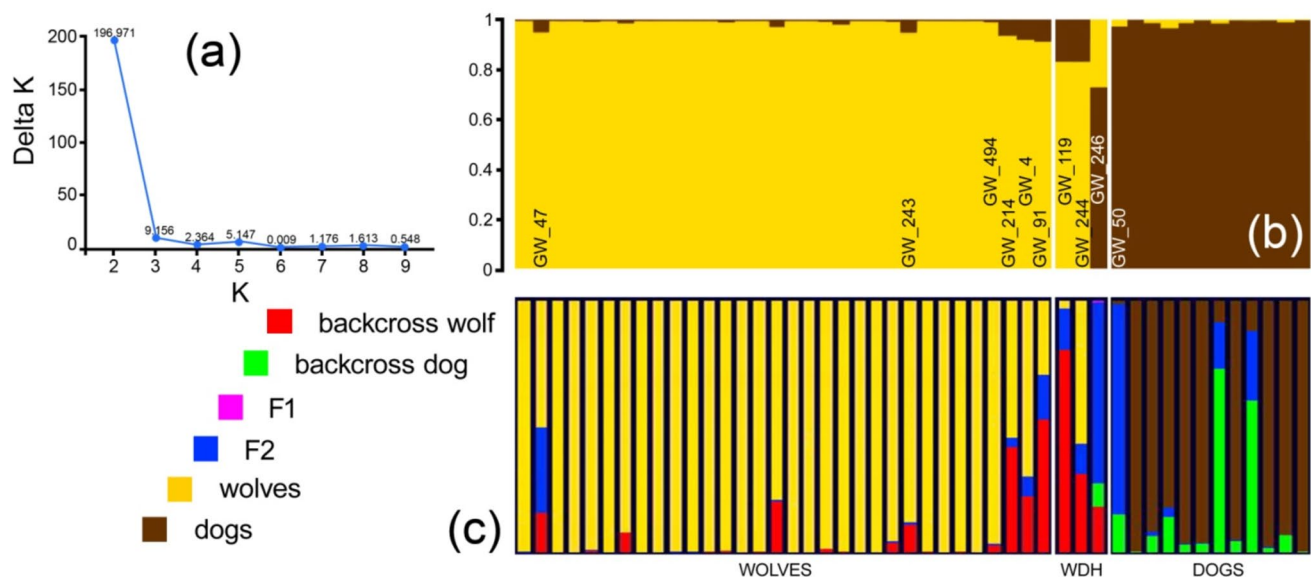 (a)
Delta K
200
150
100
50
0
196.971
9.156
2.364
5.147
0.009
1.176
1.613
0.548
2
3
4
5
6
7
8
9
K
1
0.8
0.6
0.4
0.2
0
GW_47
GW_243
GW_494
GW_214
GW_4
GW_91
GW_119
GW_244
GW_246
GW_50
(b)
backcross wolf
backcross dog
F1
F2
wolves
dogs
(c)
WOLVES
WDH
DOGS